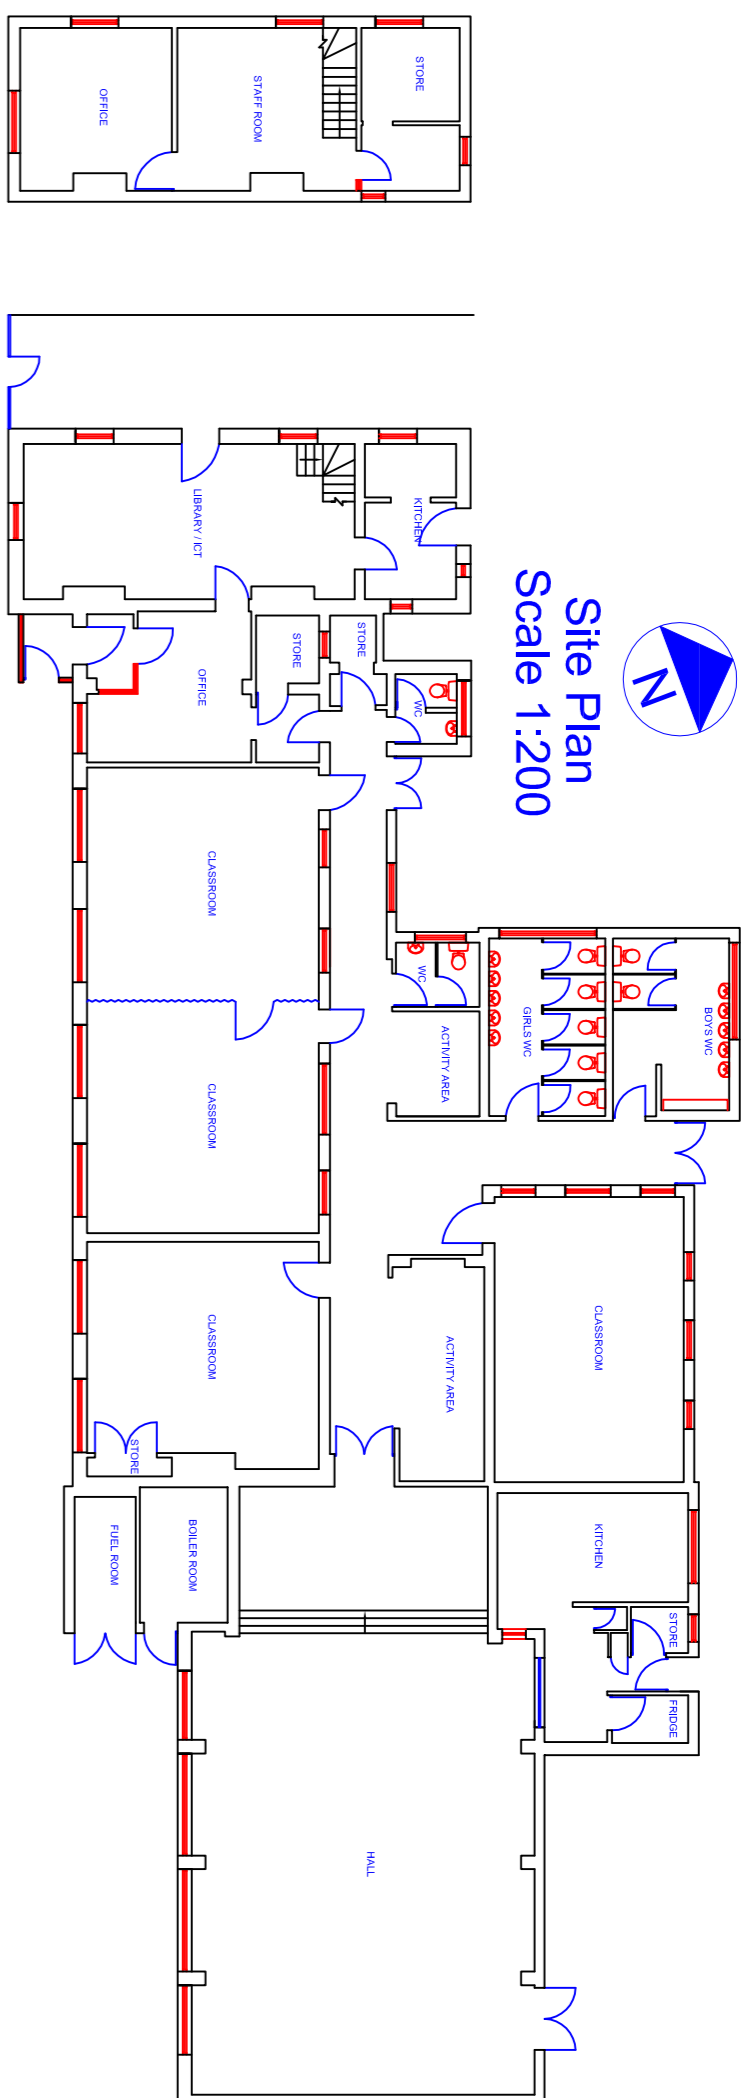 OFFICE
STAFF ROOM
STORE
LIBRARY / ICT
KITCHEN
OFFICE
STORE
STORE
WC
N
Site Plan
Scale 1:200
CLASSROOM
CLASSROOM
WC
ACTIVITY AREA
GIRLS WC
BOYS WC
CLASSROOM
STORE
ACTIVITY AREA
CLASSROOM
FUEL ROOM
BOILER ROOM
KITCHEN
STORE
FRIDGE
HALL